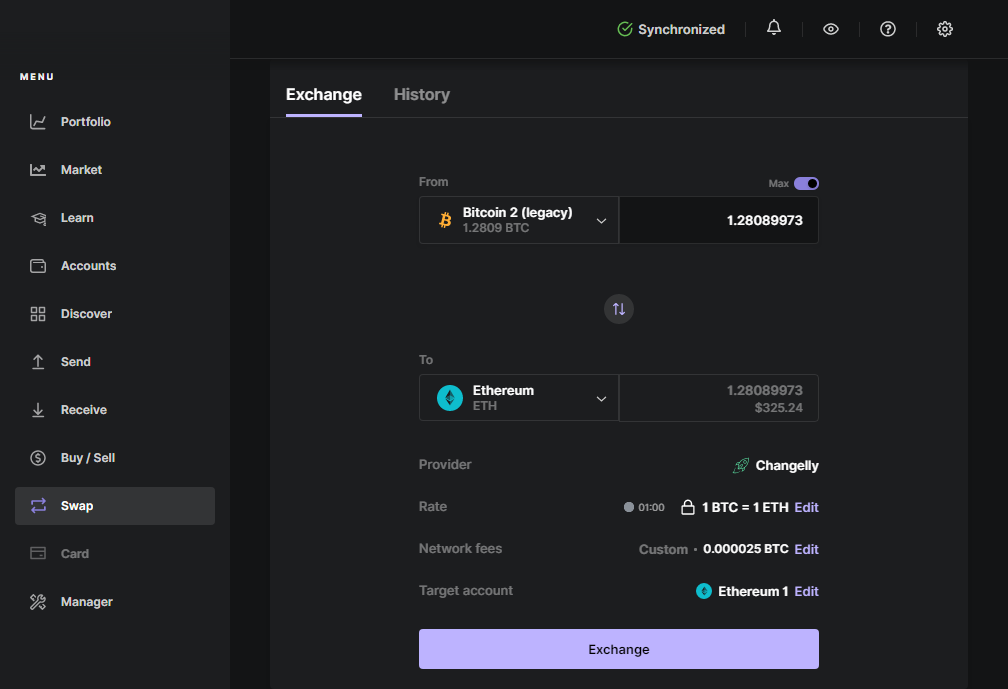 Synchronized
MENU
Portfolio
Market
Learn
Accounts
Discover
Send
Receive
Buy / Sell
Swap
Card
Manager
Exchange History
From Max
Bitcoin 2 (legacy)
1.2809 BTC
1.28089973
To
Ethereum
ETH
1.28089973
$325.24
Provider Changelly
Rate 01:00 1 BTC = 1 ETH Edit
Network fees Custom • 0.000025 BTC Edit
Target account Ethereum 1 Edit
Exchange